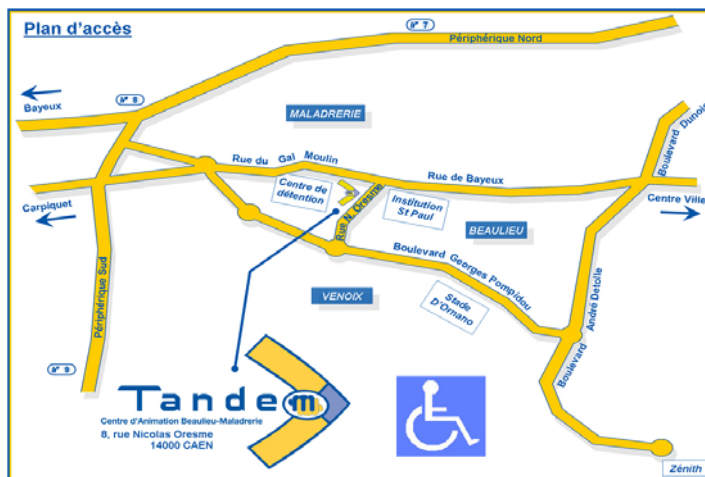 Plan d'accès
N° 7
Périphérique Nord
N° 8
Bayeux
MALADRERIE
Boulevard Dunois
Rue du Gal Moulin
Rue de Bayeux
Centre de
détention
Rue N. Oresme
Institution
St Paul
Centre Ville
Carpiquet
BEAULIEU
Boulevard Georges Pompidou
Périphérique Sud
VENOIX
Stade
D'Ornano
Boulevard André Detolle
N° 9
Tandem
Centre d'Animation Beaulieu-Maladrerie
8, rue Nicolas Oresme
14000 CAEN
Zénith